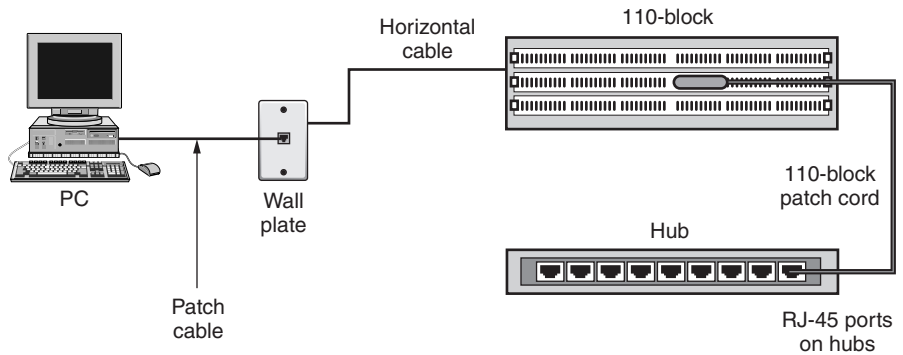 110-block
Horizontal
cable
PC
Wall
plate
110-block
patch cord
Hub
Patch
cable
RJ-45 ports
on hubs